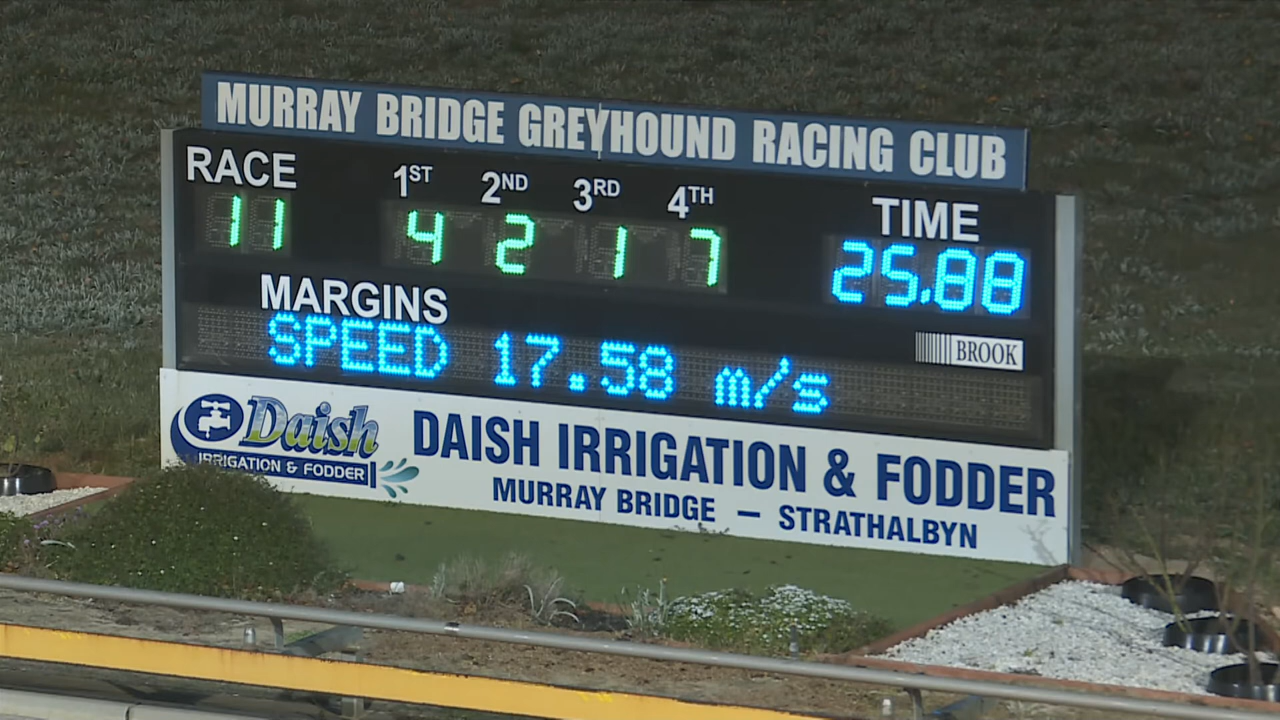 MURRAY BRIDGE GREYHOUND RACING CLUB
RACE 1ST 2ND 3RD 4TH TIME
11 4 2 1 7 25.88
MARGINS
SPEED 17.58 m/s
BROOK
Daish
IRRIGATION & FODDER
DAISH IRRIGATION & FODDER
MURRAY BRIDGE – STRATHALBYN